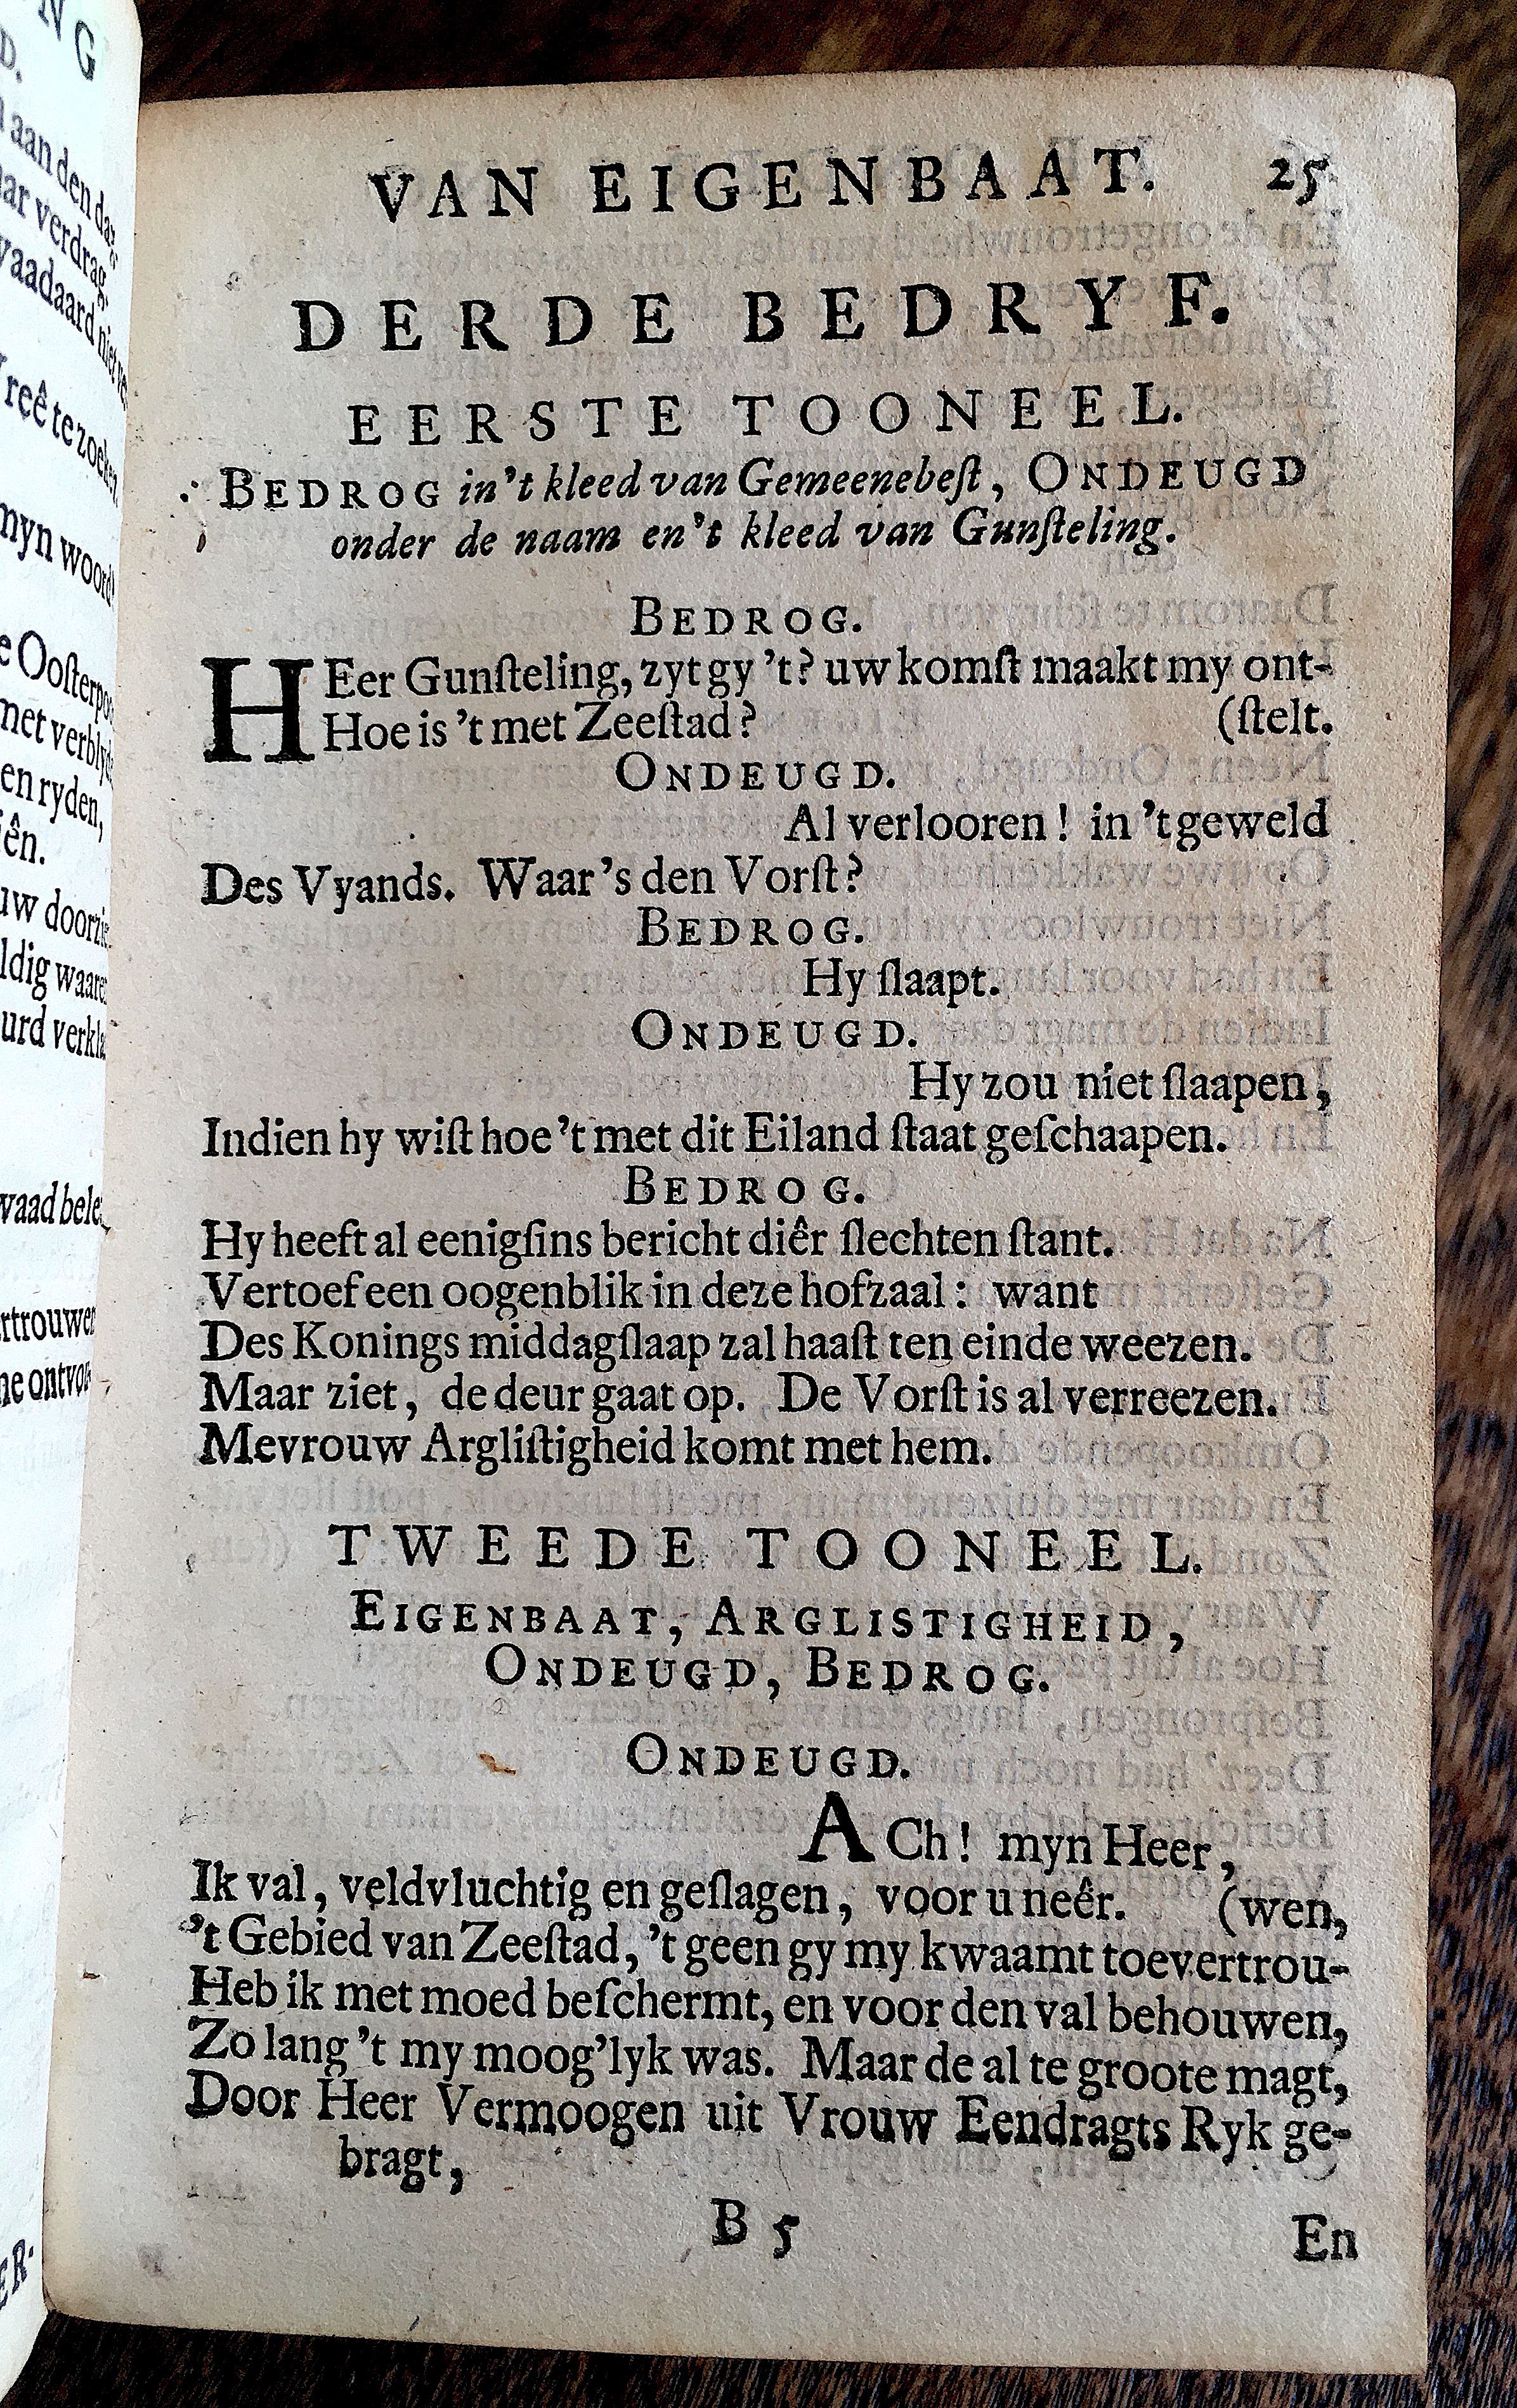 VAN EIGENBAAT. 25
DERDE BEDRYF.
EERSTE TOONEEL.
BEDROG in 't kleed van Gemeenebeſt, ONDEUGD
onder de naam en 't kleed van Gunſteling.
BEDROG.
HEer Gunſteling, zyt gy 't? uw komſt maakt my ont-
Hoe is 't met Zeeſtad? (ſtelt.
ONDEUGD.
Al verlooren! in 't geweld
Des Vyands. Waar 's den Vorſt?
BEDROG.
Hy ſlaapt.
ONDEUGD.
Hy zou niet ſlaapen,
Indien hy wiſt hoe 't met dit Eiland ſtaat geſchaapen.
BEDROG.
Hy heeft al eenigſins bericht diêr ſlechten ſtant.
Vertoef een oogenblik in deze hofzaal: want
Des Konings middagſlaap zal haaſt ten einde weezen.
Maar ziet, de deur gaat op. De Vorſt is al verreezen.
Mevrouw Argliſtigheid komt met hem.
TWEEDE TOONEEL.
EIGENBAAT, ARGLISTIGHEID,
ONDEUGD, BEDROG.
ONDEUGD.
ACh! myn Heer,
Ik val, veldvluchtig en geſlagen, voor u neêr. (wen,
't Gebied van Zeeſtad, 't geen gy my kwaamt toevertrou-
Heb ik met moed beſchermt, en voor den val behouwen,
Zo lang 't my moog'lyk was. Maar de al te groote magt,
Door Heer Vermoogen uit Vrouw Eendragts Ryk ge-
bragt,
B 5 En